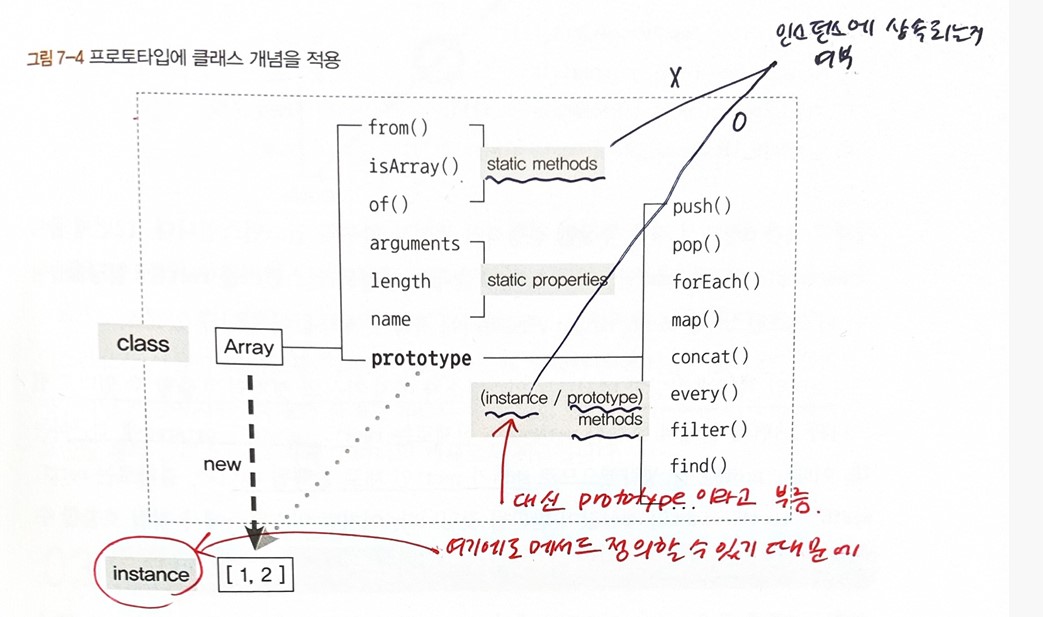 그림 7-4 프로토타입에 클래스 개념을 적용
인스턴스에 상속되는지
여부
X
O
from()
isArray()
of()
static methods
arguments
length
name
static properties
prototype
class
Array
push()
pop()
forEach()
map()
concat()
every()
filter()
find()
(instance / prototype)
methods
new
대신 prototype... 이라고 부름.
여기에도 메서드 정의할 수 있기 때문에
instance
[ 1, 2 ]